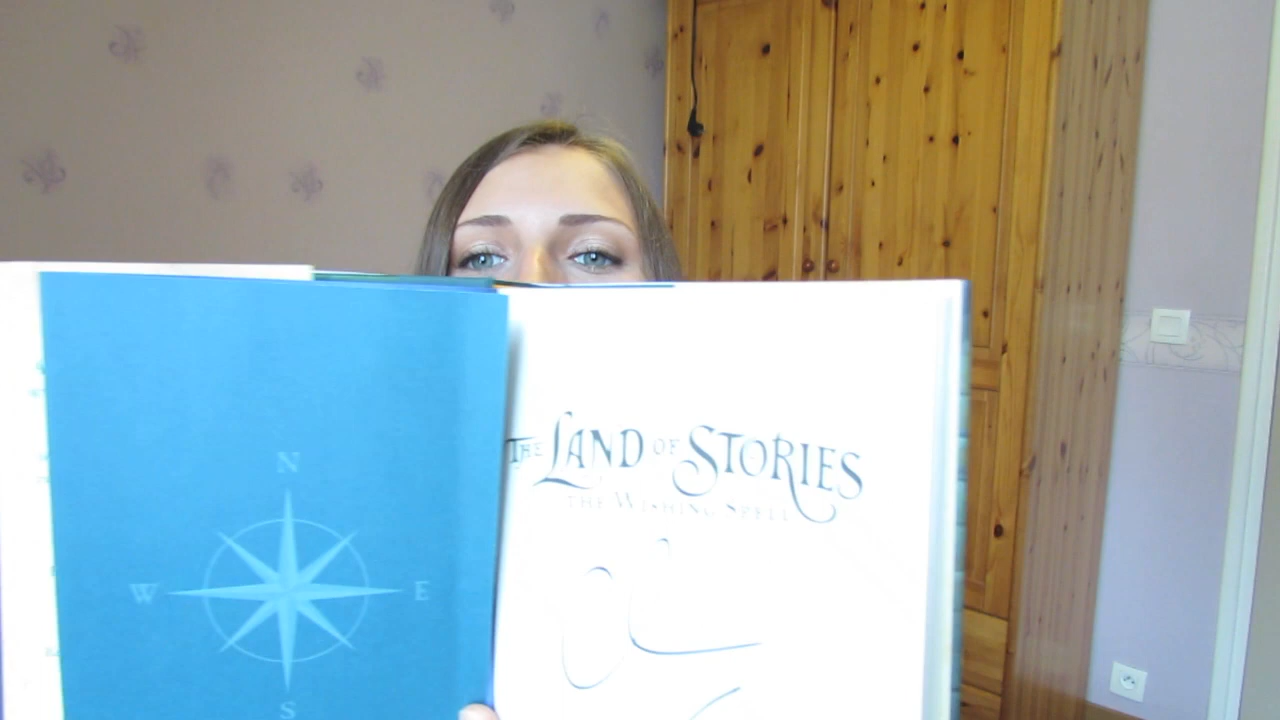 N
W E
S
THE LAND OF STORIES
THE WISHING SPELL